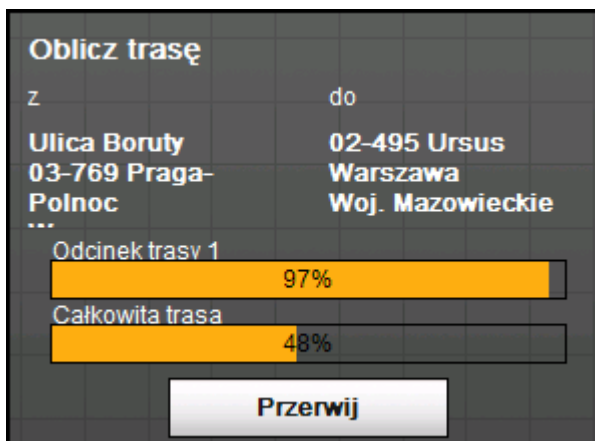 Oblicz trasę
z do
Ulica Boruty 02-495 Ursus
03-769 Praga- Warszawa
Polnoc Woj. Mazowieckie
Odcinek trasy 1
97%
Całkowita trasa
48%
Przerwij